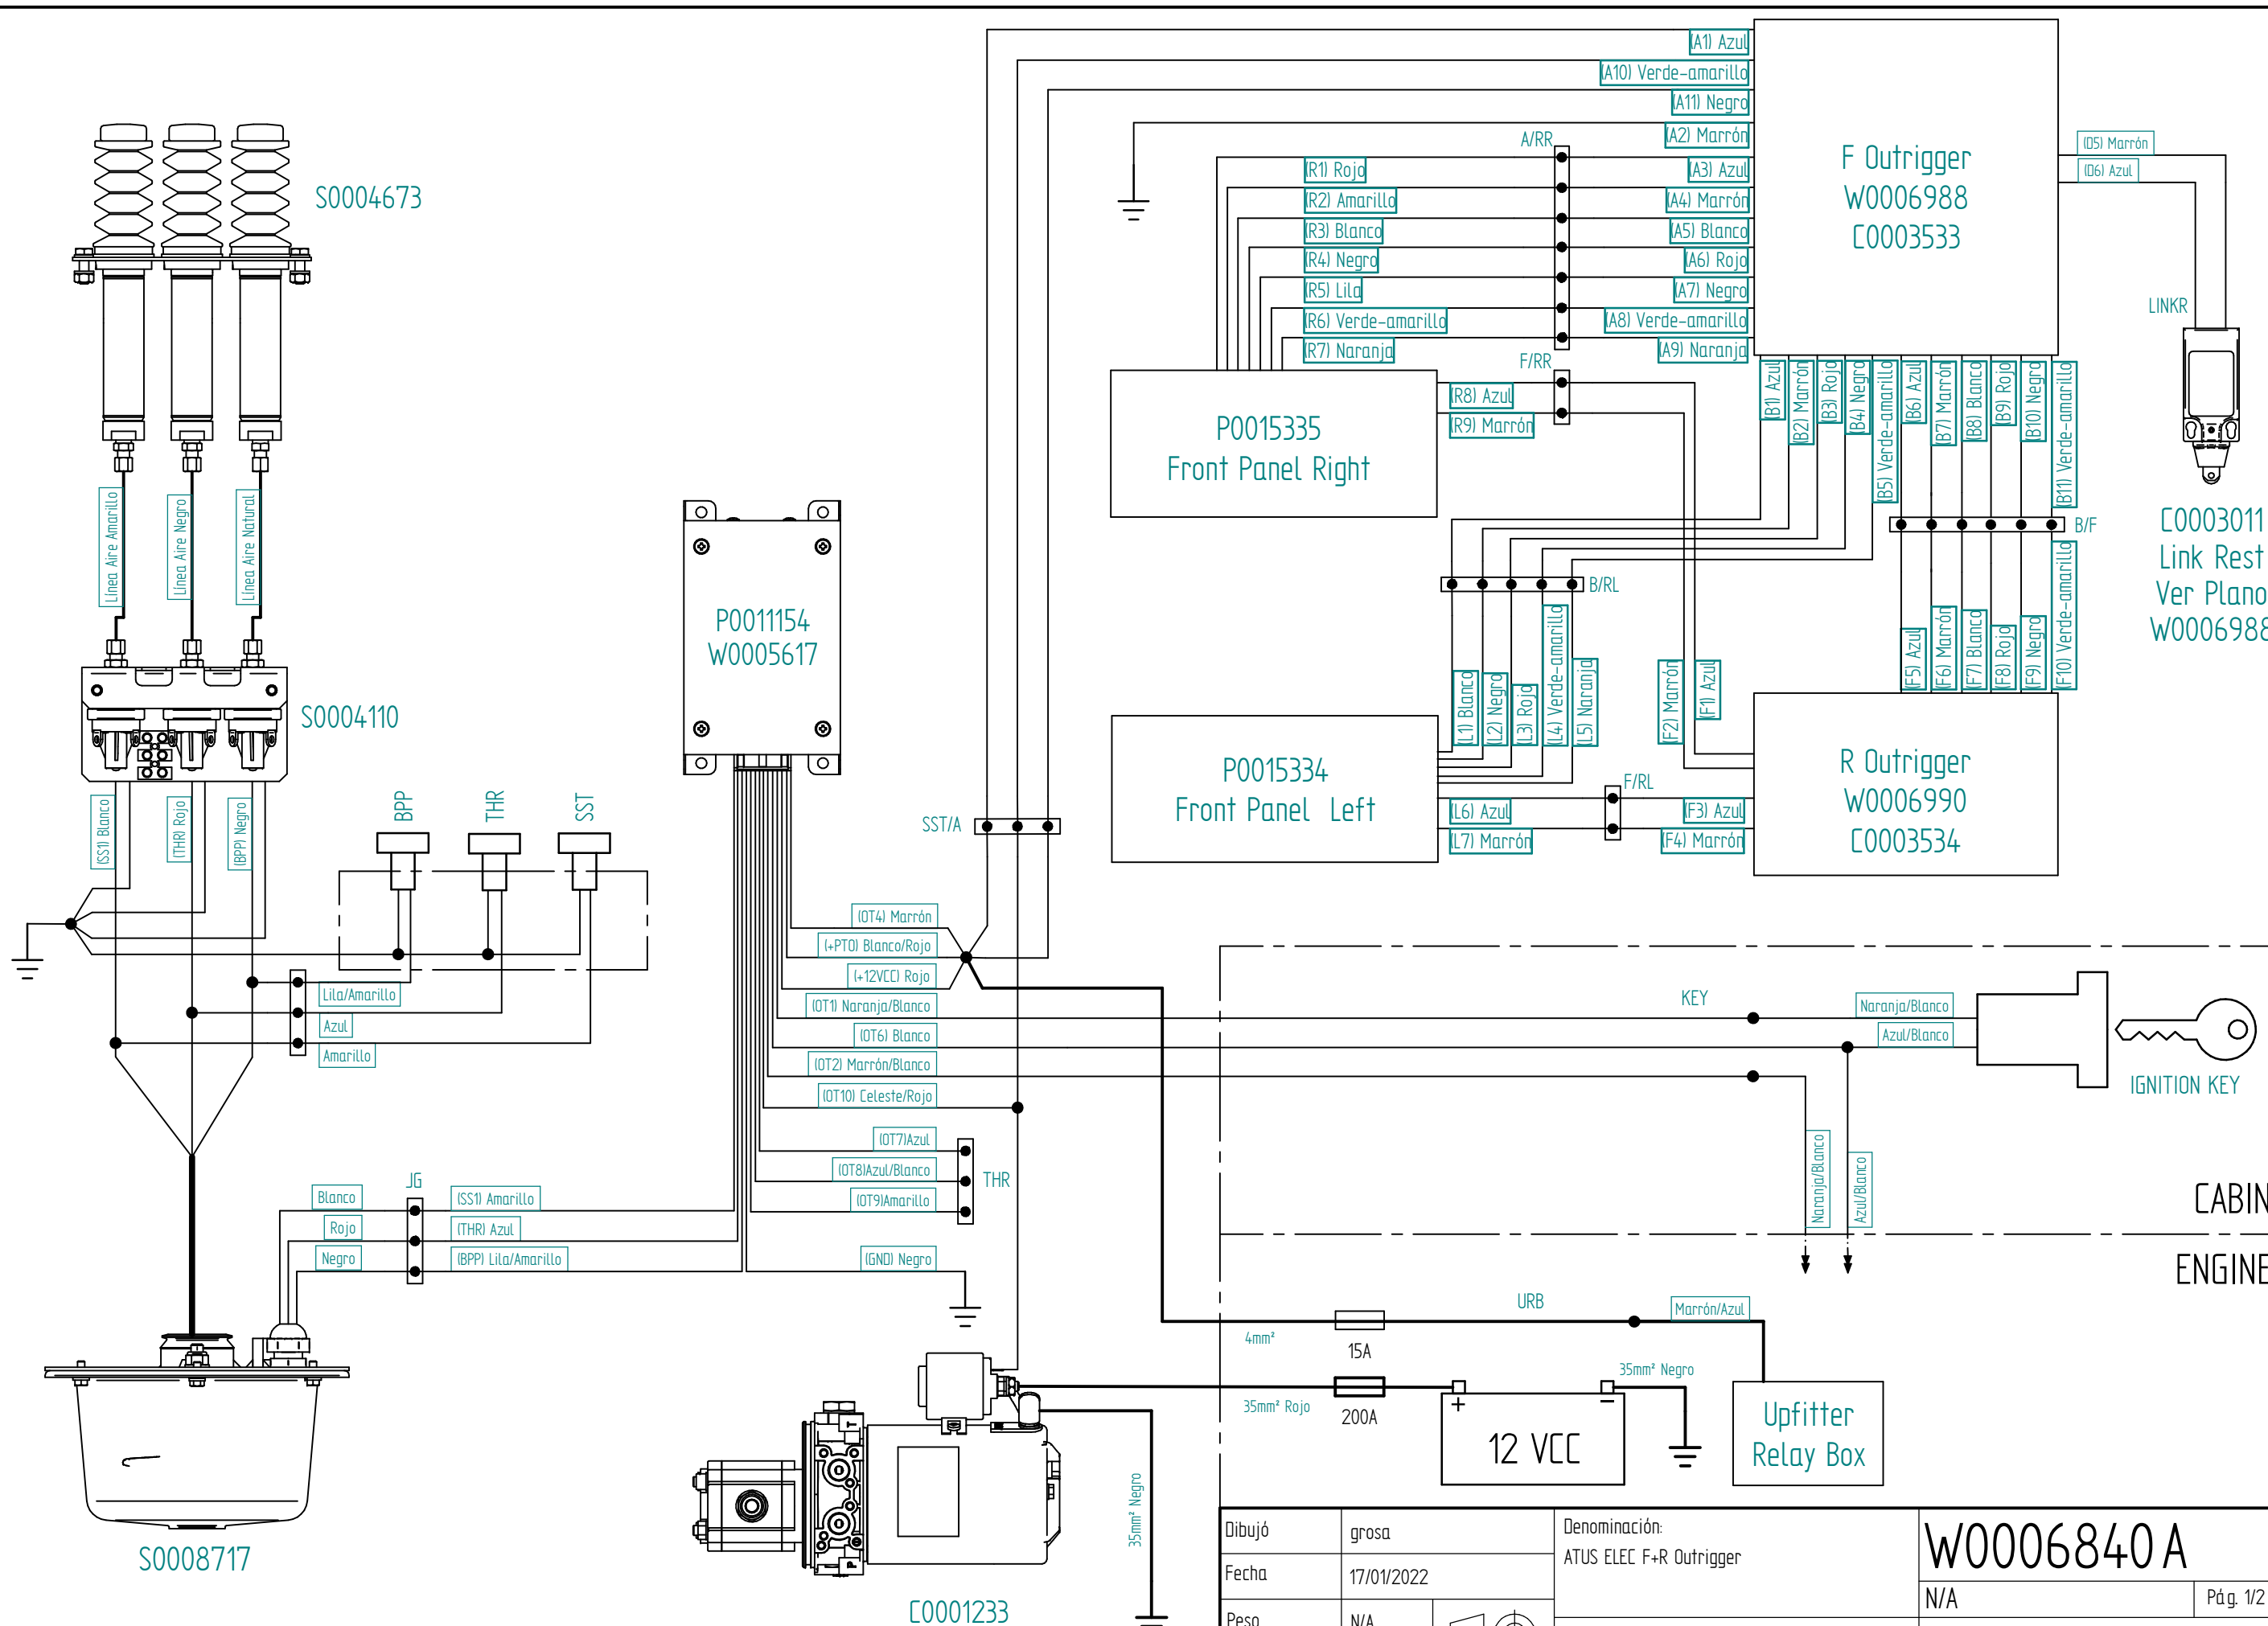 (A1) Azul
(A10) Verde-amarillo
(A11) Negro
(A2) Marrón
A/RR
(R1) Rojo
(A3) Azul
(R2) Amarillo
(A4) Marrón
(R3) Blanco
(A5) Blanco
(R4) Negro
(A6) Rojo
(R5) Lila
(A7) Negro
(R6) Verde-amarillo
(A8) Verde-amarillo
(R7) Naranja
(A9) Naranja
F/RR
(R8) Azul
(R9) Marrón
F Outrigger
W0006988
C0003533
(D5) Marrón
(D6) Azul
LINKR
C0003011
Link Rest
Ver Plano
W0006988
S0004673
P0015335
Front Panel Right
(B1) Azul
(B2) Marrón
(B3) Rojo
(B4) Negro
(B5) Verde-amarillo
(B6) Azul
(B7) Marrón
(B8) Blanco
(B9) Rojo
(B10) Negro
(B11) Verde-amarillo
B/F
B/RL
Línea Aire Amarillo
Línea Aire Negro
Línea Aire Natural
P0011154
W0005617
(L1) Blanco
(L2) Negro
(L3) Rojo
(L4) Verde-amarillo
(L5) Naranja
(F2) Marrón
(F1) Azul
(F5) Azul
(F6) Marrón
(F7) Blanco
(F8) Rojo
(F9) Negro
(F10) Verde-amarillo
S0004110
P0015334
Front Panel Left
R Outrigger
W0006990
C0003534
F/RL
(L6) Azul
(F3) Azul
(L7) Marrón
(F4) Marrón
(SS1) Blanco
(THR) Rojo
(BPP) Negro
BPP
THR
SST
SST/A
(OT4) Marrón
(+PTO) Blanco/Rojo
(+12VCC) Rojo
(OT1) Naranja/Blanco
(OT6) Blanco
(OT2) Marrón/Blanco
(OT10) Celeste/Rojo
(OT7)Azul
(OT8)Azul/Blanco
(OT9)Amarillo
THR
(GND) Negro
Lila/Amarillo
Azul
Amarillo
KEY
Naranja/Blanco
Azul/Blanco
IGNITION KEY
Naranja/Blanco
Azul/Blanco
CABIN
ENGINE
JG
Blanco
(SS1) Amarillo
Rojo
(THR) Azul
Negro
(BPP) Lila/Amarillo
URB
Marrón/Azul
4mm²
15A
35mm² Negro
35mm² Rojo
200A
+
-
12 VCC
Upfitter
Relay Box
35mm² Negro
T
P
S0008717
C0001233
Dibujó
grosa
Denominación:
ATUS ELEC F+R Outrigger
W0006840 A
Fecha
17/01/2022
N/A
Pág. 1/2
Peso
N/A